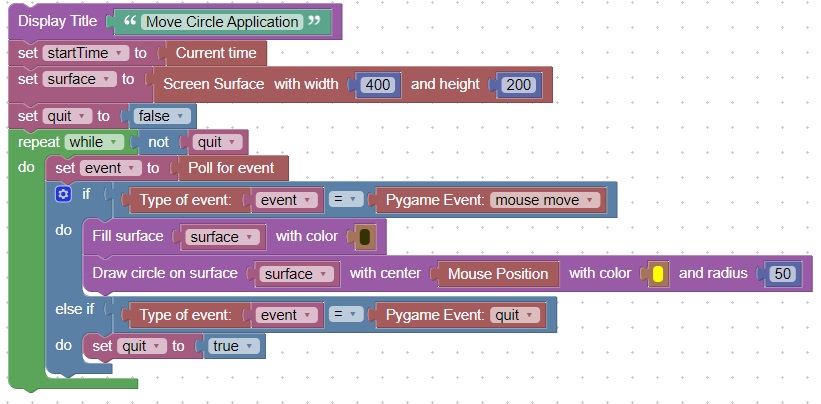 Display Title “ Move Circle Application ”
set startTime to Current time
set surface to Screen Surface with width 400 and height 200
set quit to false
repeat while not quit
do set event to Poll for event
if Type of event: event = Pygame Event: mouse move
do Fill surface surface with color
Draw circle on surface surface with center Mouse Position with color and radius 50
else if Type of event: event = Pygame Event: quit
do set quit to true